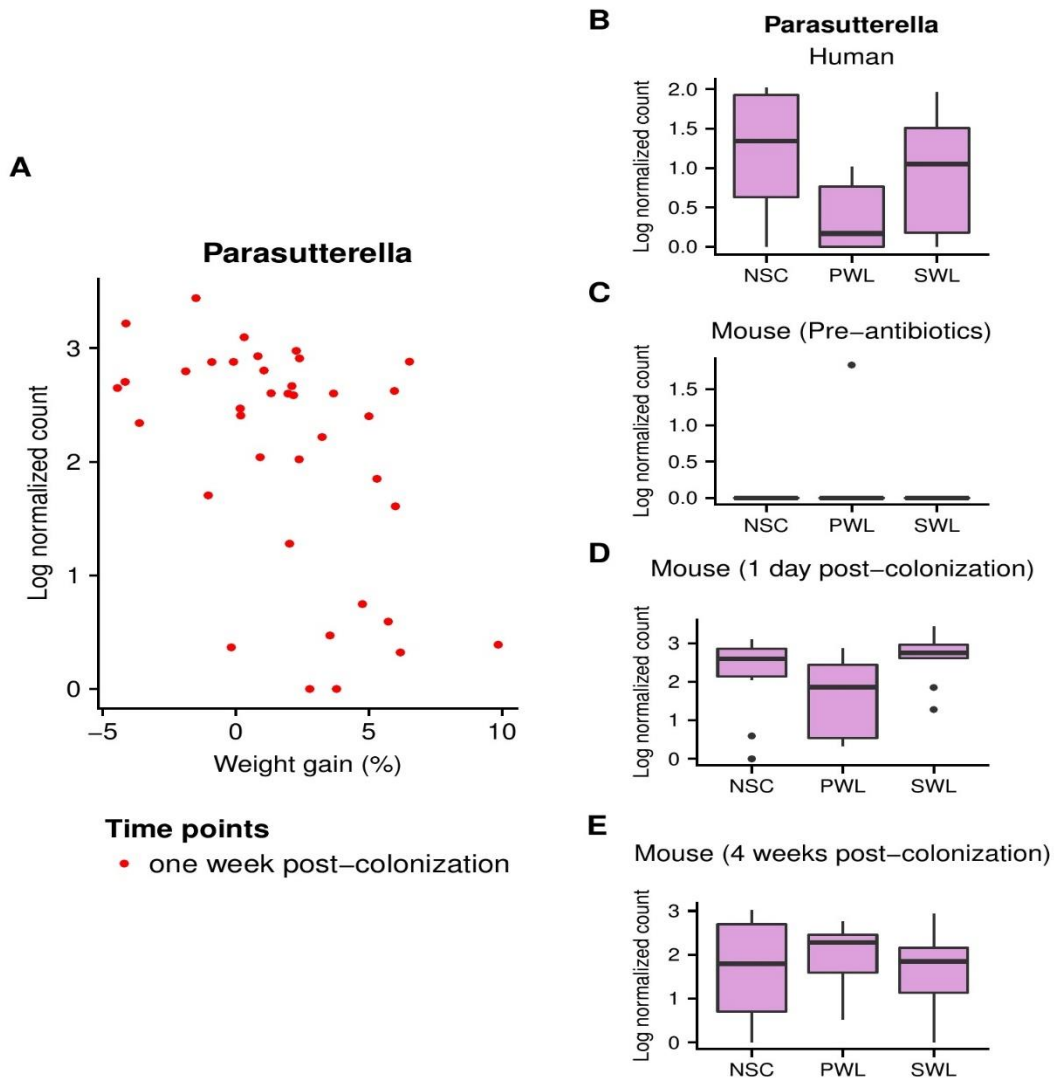 A
Parasutterella
Log normalized count
3
2
1
0
−5
0
5
10
Weight gain (%)
Time points
one week post−colonization
B
Parasutterella
Human
Log normalized count
2.0
1.5
1.0
0.5
0.0
NSC
PWL
SWL
C
Mouse (Pre−antibiotics)
Log normalized count
1.5
1.0
0.5
0.0
NSC
PWL
SWL
D
Mouse (1 day post−colonization)
Log normalized count
3
2
1
0
NSC
PWL
SWL
E
Mouse (4 weeks post−colonization)
Log normalized count
3
2
1
0
NSC
PWL
SWL